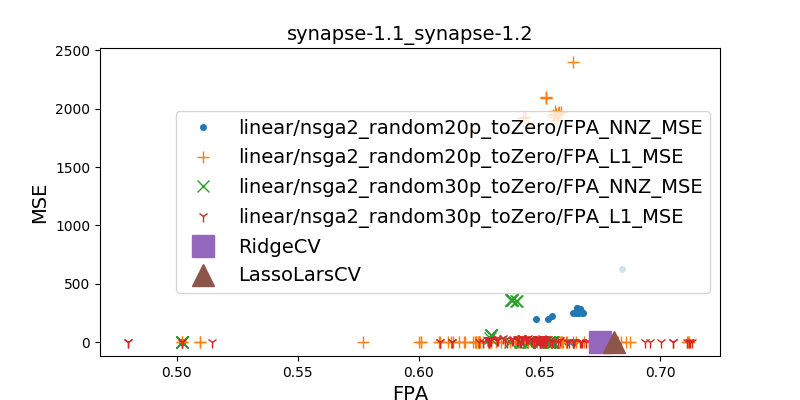 synapse-1.1_synapse-1.2
2500
2000
1500
1000
500
0
MSE
linear/nsga2_random20p_toZero/FPA_NNZ_MSE
linear/nsga2_random20p_toZero/FPA_L1_MSE
linear/nsga2_random30p_toZero/FPA_NNZ_MSE
linear/nsga2_random30p_toZero/FPA_L1_MSE
RidgeCV
LassoLarsCV
0.50 0.55 0.60 0.65 0.70
FPA